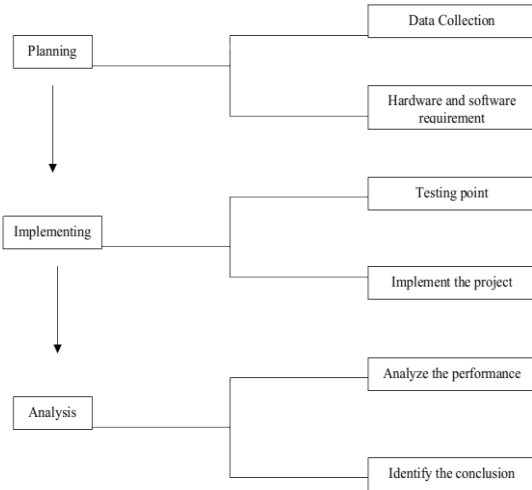 Data Collection
Planning
Hardware and software
requirement
Testing point
Implementing
Implement the project
Analyze the performance
Analysis
Identify the conclusion